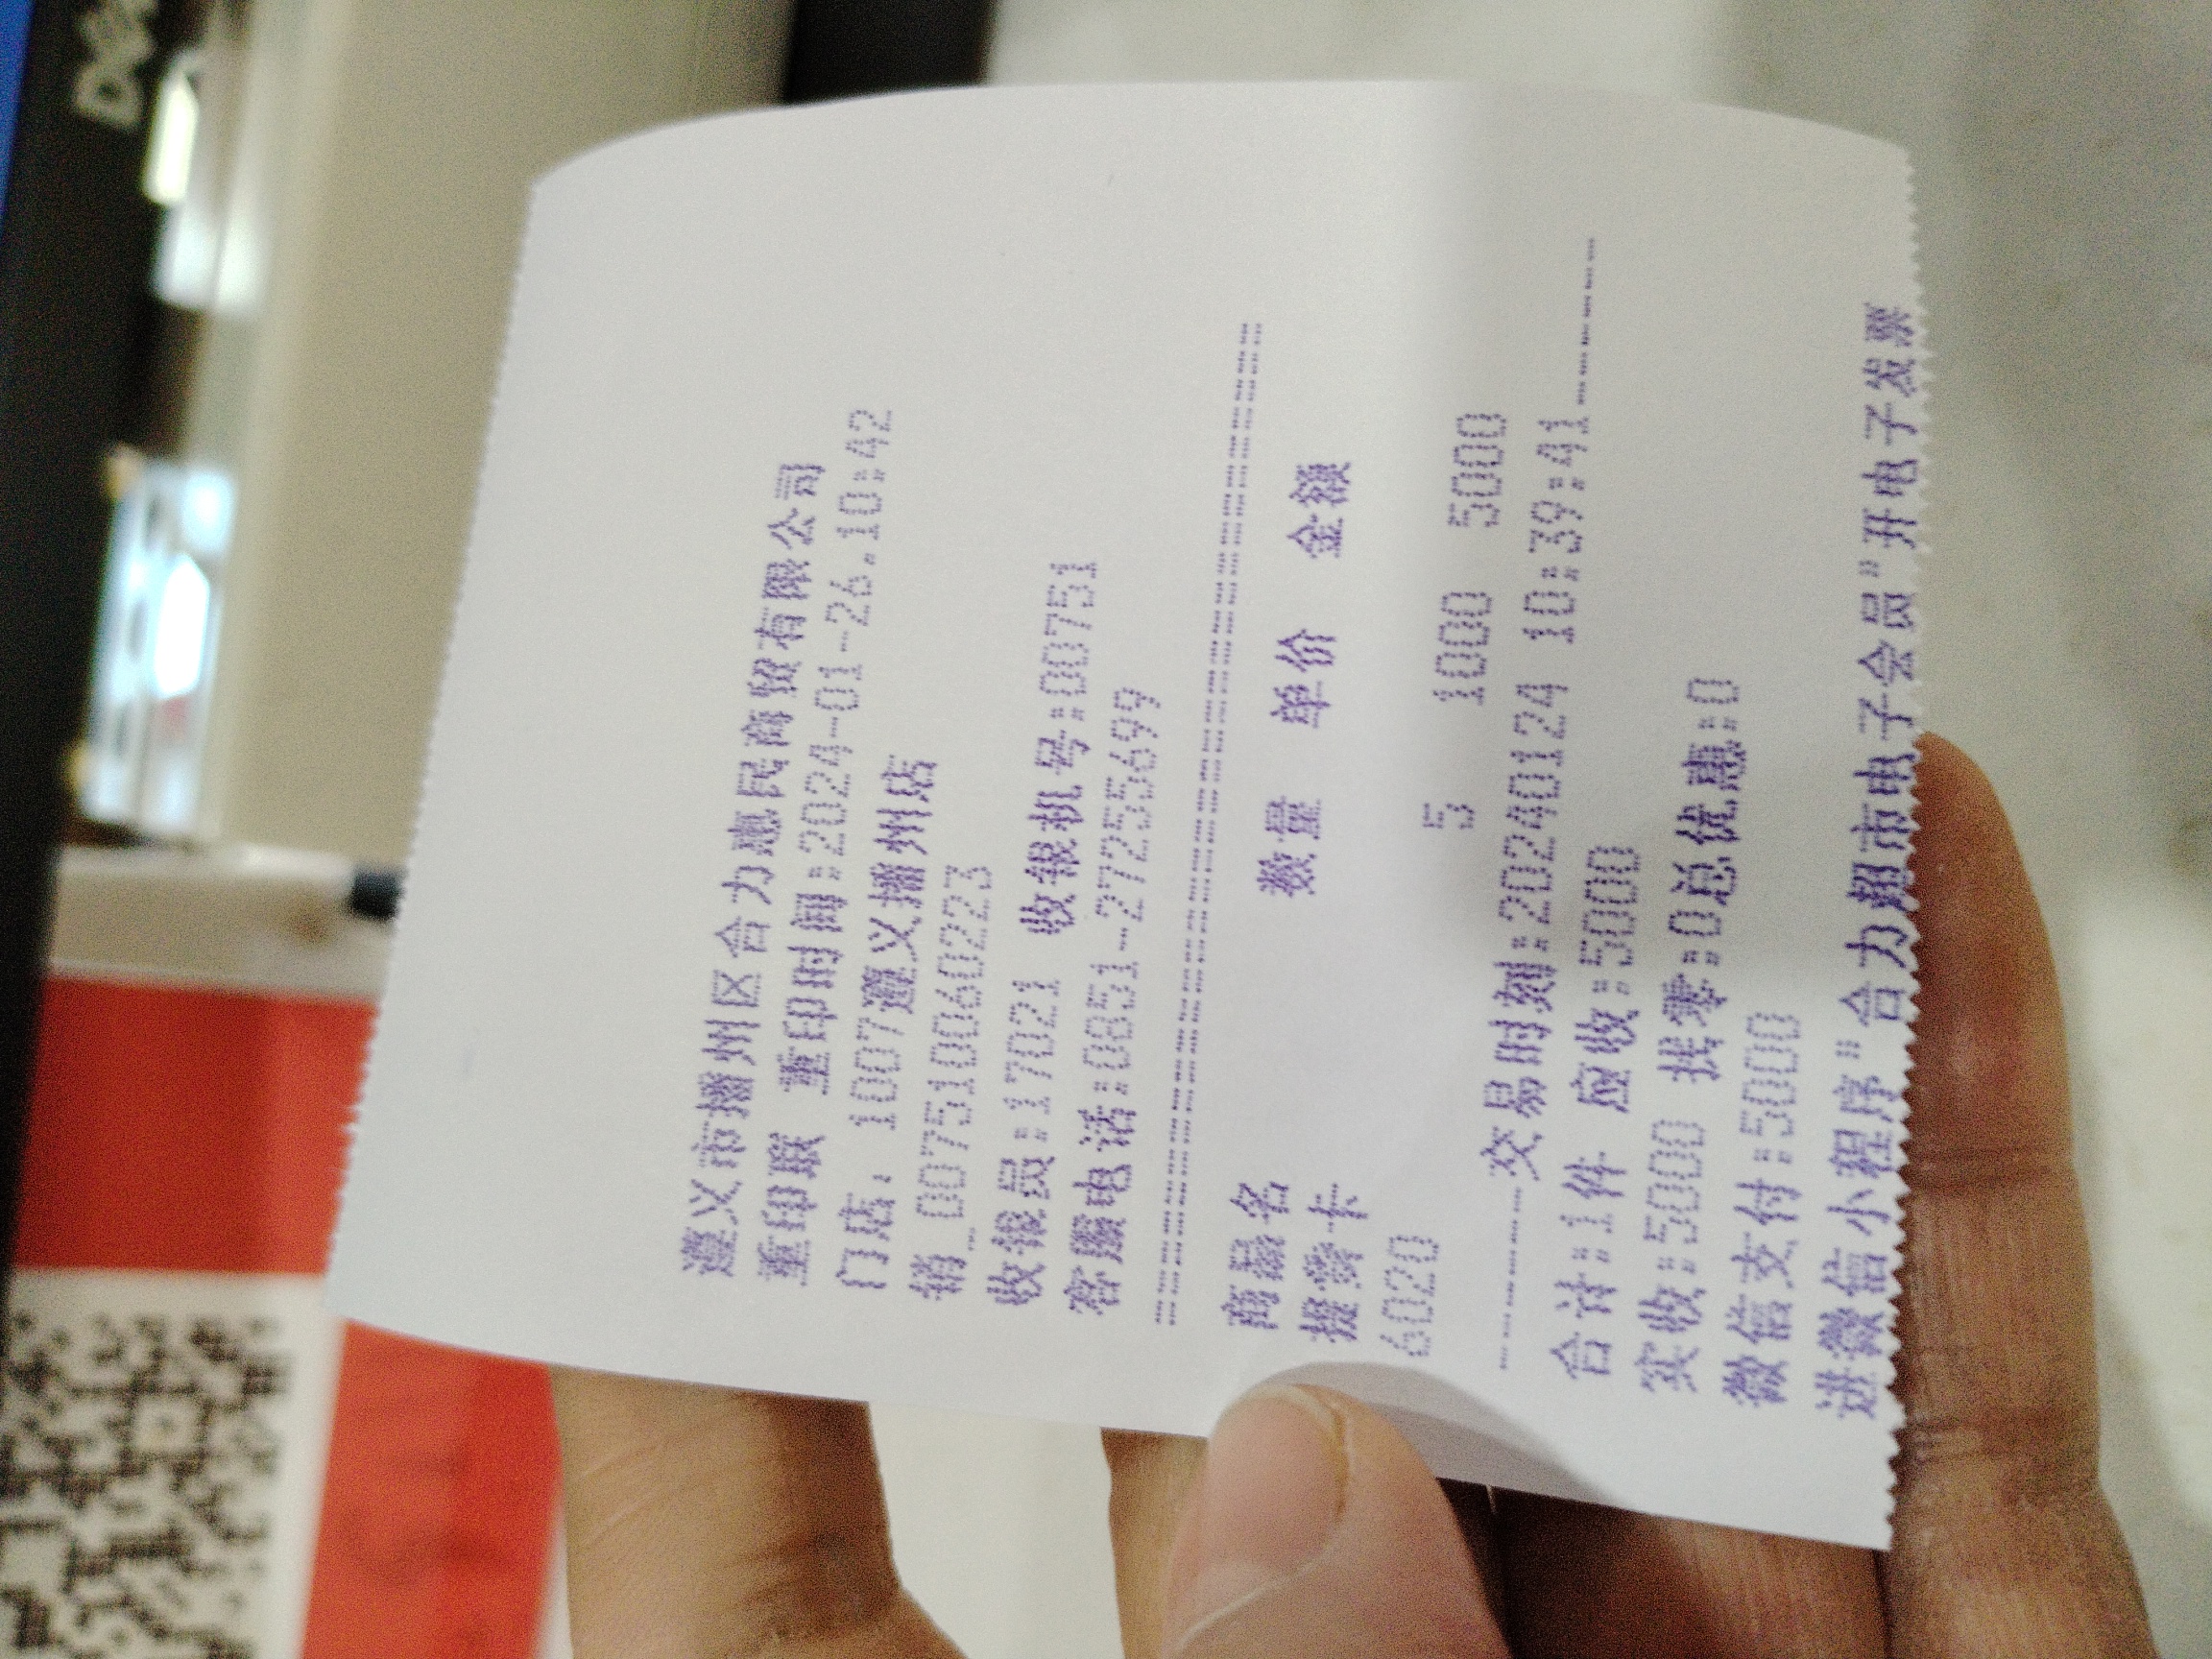 遵义市播州区合力惠民商贸有限公司
重印联 重印时间:2024-01-26.10:42
门店: 1007遵义播州店
销_007510060223
收银员:17021 收银机号:00751
客服电话:0851-27255699
==========================================
商品名 数量 单价 金额
提货卡
6020 5 1000 5000
------交易时刻:20240124 10:39:41------
合计:1件 应收:5000
实收:5000 找零:0总优惠:0
微信支付:5000
进微信小程序"合力超市电子会员"开电子发票